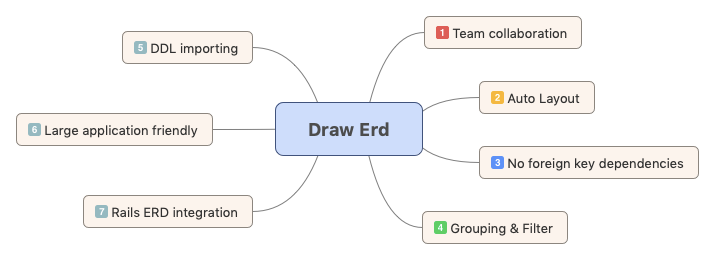 Draw Erd
1 Team collaboration
2 Auto Layout
3 No foreign key dependencies
4 Grouping & Filter
5 DDL importing
6 Large application friendly
7 Rails ERD integration